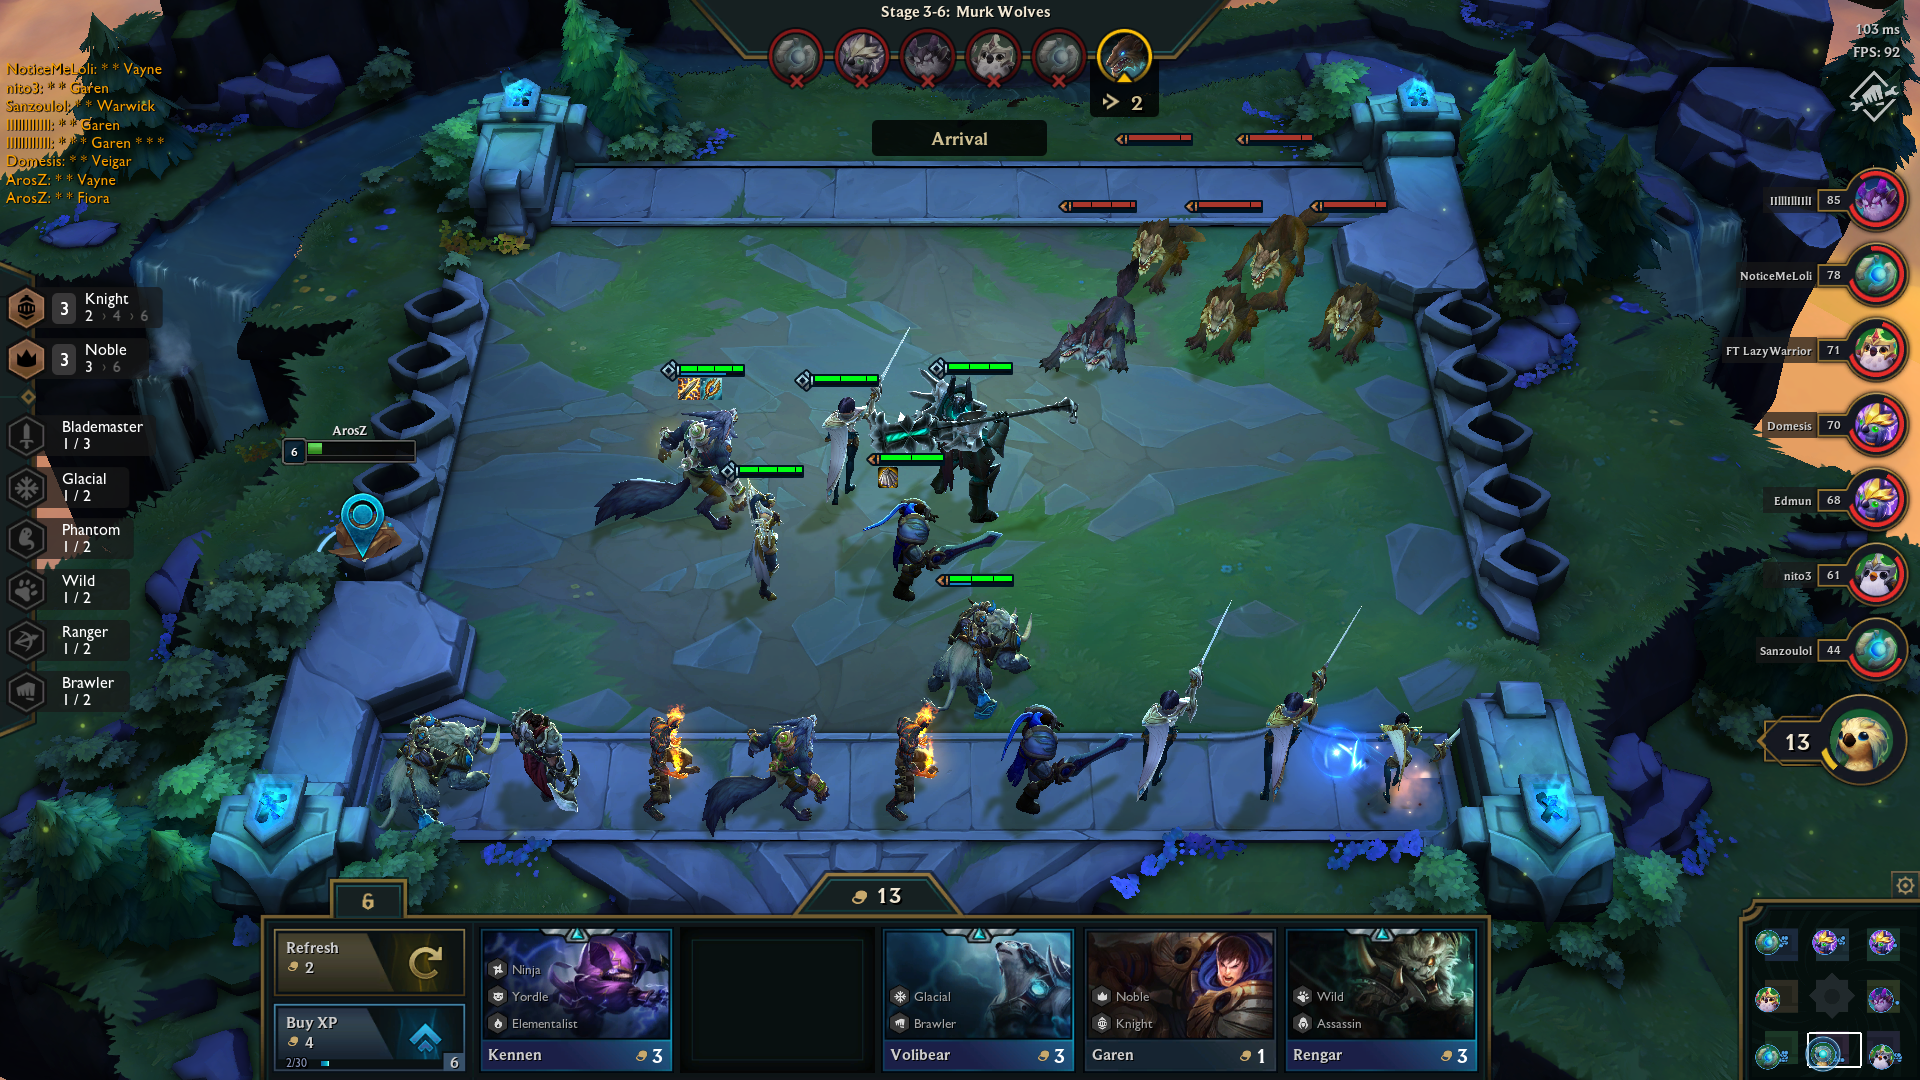 Stage 3-6: Murk Wolves
103 ms
FPS: 92
NoticeMeLoli: * * Vayne
nito3: * * Garen
Sanzoulol: * * Warwick
* * Garen
* * Garen * * *
Domesis: * * Veigar
ArosZ: * * Vayne
ArosZ: * * Fiora
> 2
Arrival
3
Knight
2 › 4 › 6
3
Noble
3 › 6
Blademaster
1 / 3
Glacial
1 / 2
Phantom
1 / 2
Wild
1 / 2
Ranger
1 / 2
Brawler
1 / 2
ArosZ
6
85
NoticeMeLoli 78
FT LazyWarrior 71
Domesis 70
Edmun 68
nito3 61
Sanzoulol 44
13
6
13
Refresh
2
Buy XP
4
2/30
6
Ninja
Yordle
Elementalist
Kennen 3
Glacial
Brawler
Volibear 3
Noble
Knight
Garen 1
Wild
Assassin
Rengar 3